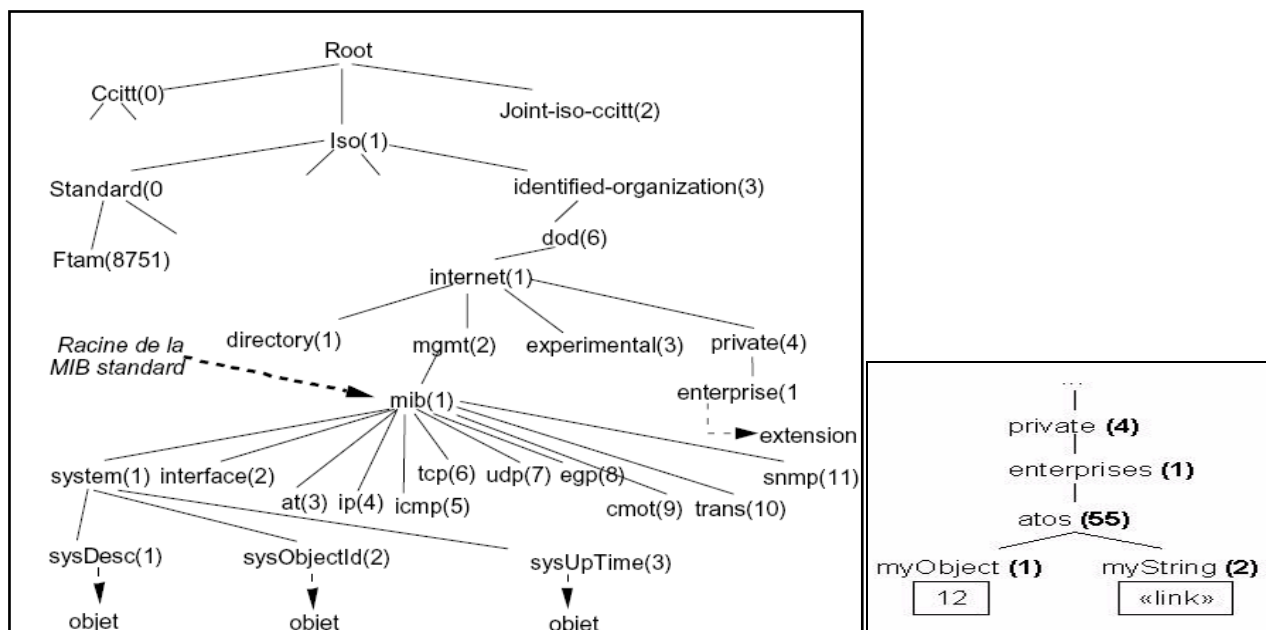 Root
Ccitt(0)
Joint-iso-ccitt(2)
Iso(1)
Standard(0
identified-organization(3)
dod(6)
Ftam(8751)
internet(1)
directory(1)
mgmt(2)
experimental(3)
private(4)
Racine de la
MIB standard
enterprise(1
mib(1)
extension
system(1)
interface(2)
at(3)
ip(4)
icmp(5)
tcp(6)
udp(7)
egp(8)
cmot(9)
trans(10)
snmp(11)
sysDesc(1)
sysObjectId(2)
sysUpTime(3)
objet
objet
objet
...
private (4)
enterprises (1)
atos (55)
myObject (1)
myString (2)
12
«link»